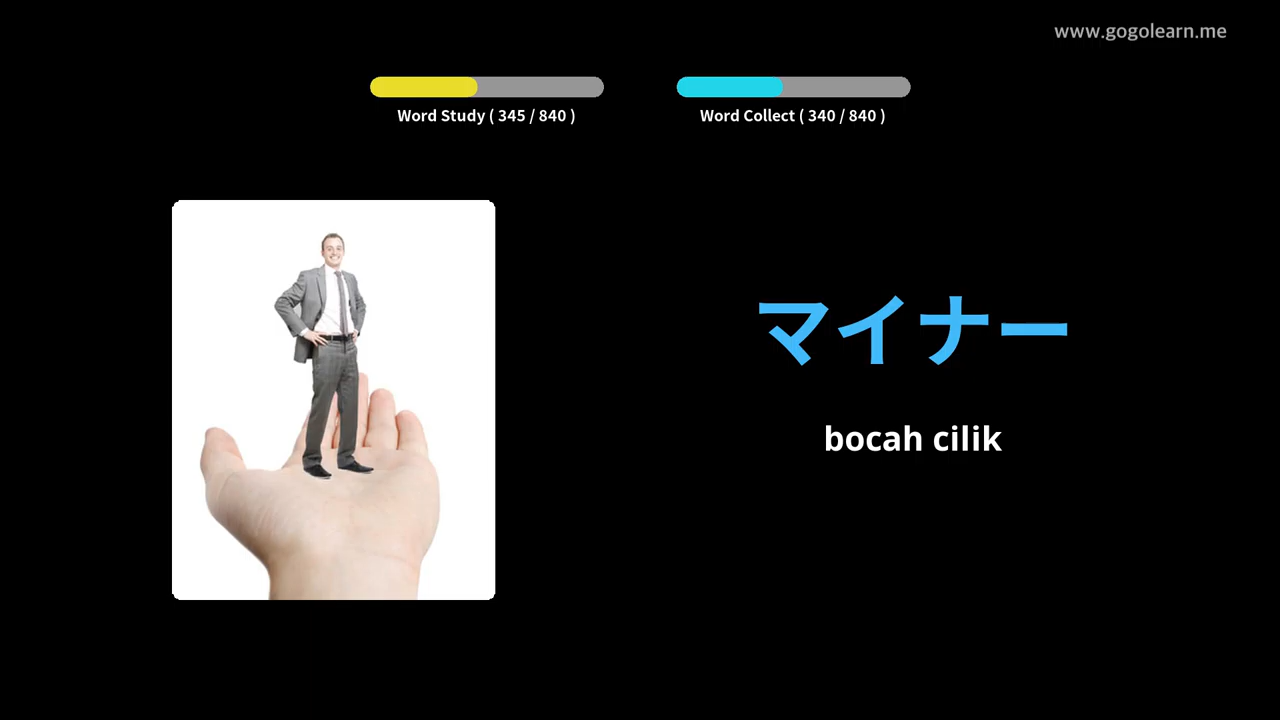 www.gogolearn.me
Word Study ( 345 / 840 )
Word Collect ( 340 / 840 )
マイナー
bocah cilik